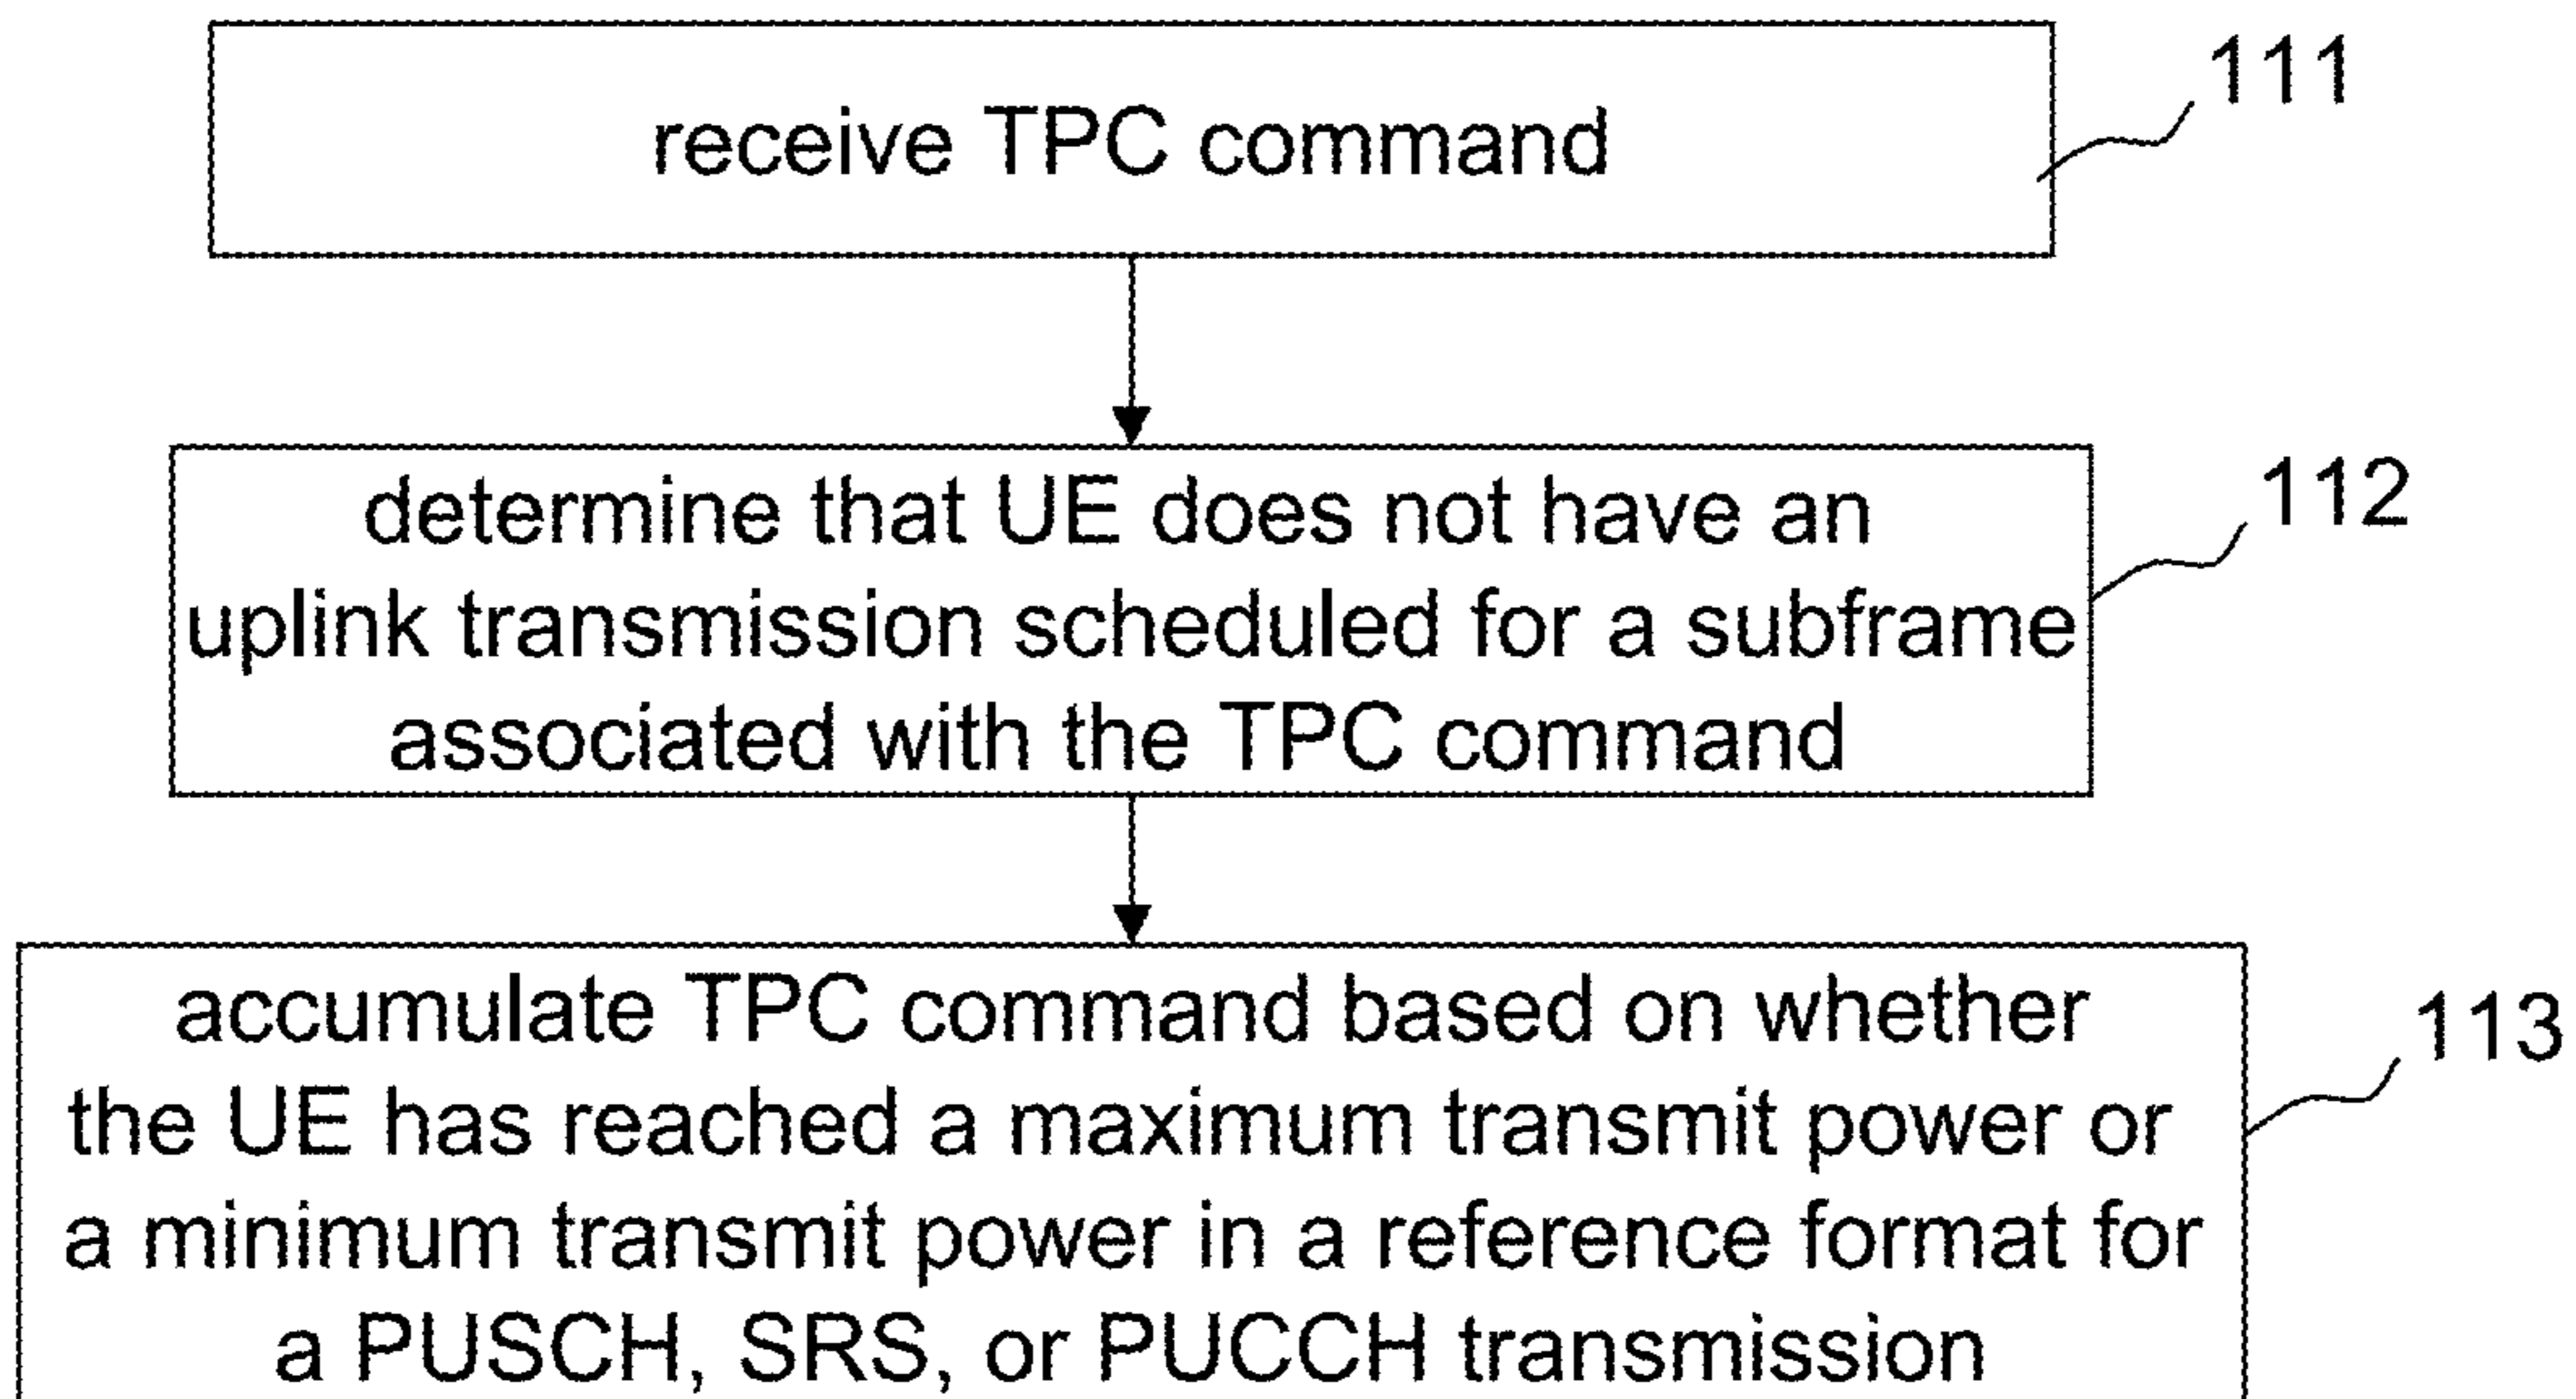 receive TPC command
111
determine that UE does not have an
uplink transmission scheduled for a subframe
associated with the TPC command
112
accumulate TPC command based on whether
the UE has reached a maximum transmit power or
a minimum transmit power in a reference format for
a PUSCH, SRS, or PUCCH transmission
113